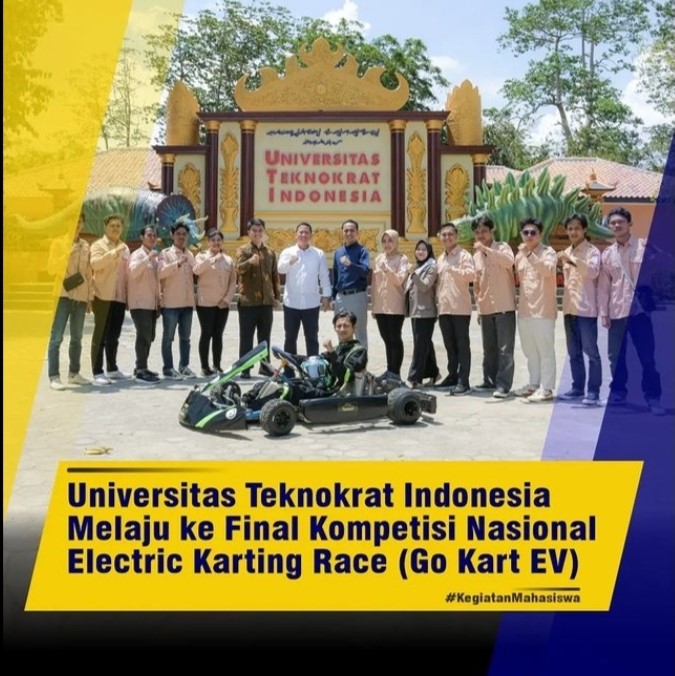 UNIVERSITAS
TEKNOKRAT
INDONESIA
Universitas Teknokrat Indonesia
Melaju ke Final Kompetisi Nasional
Electric Karting Race (Go Kart EV)
#KegiatanMahasiswa